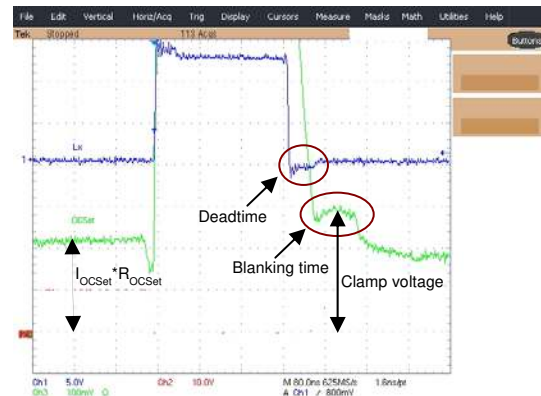 File Edit Vertical Horiz/Acq Trig Display Cursors Measure Masks Math Utilities Help
Tek Stopped 113 Acqs
Buttons
Lx
1
Deadtime
OCSet
Blanking time
IOCSet*ROCSet
Clamp voltage
Ch1 5.0V Ch2 10.0V M 80.0ns 625MS/s 1.6ns/pt
Ch3 100mV Ω A Ch1 / 800mV